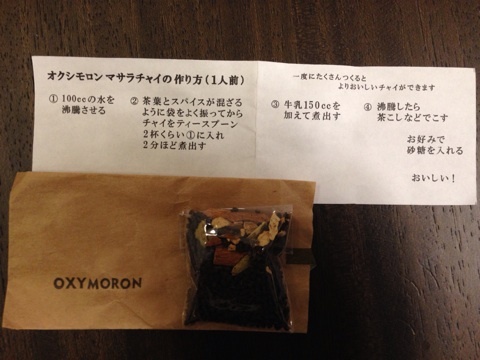 オクシモロン マサラチャイの作り方(1人前)
一度にたくさんつくると
よりおいしいチャイができます
① 100ccの水を
沸騰させる
② 茶葉とスパイスが混ざる
ように袋をよく振ってから
チャイをティースプーン
2杯くらい①に入れ
2分ほど煮出す
③ 牛乳150ccを
加えて煮出す
④ 沸騰したら
茶こしなどでこす
お好みで
砂糖を入れる
おいしい!
OXYMORON